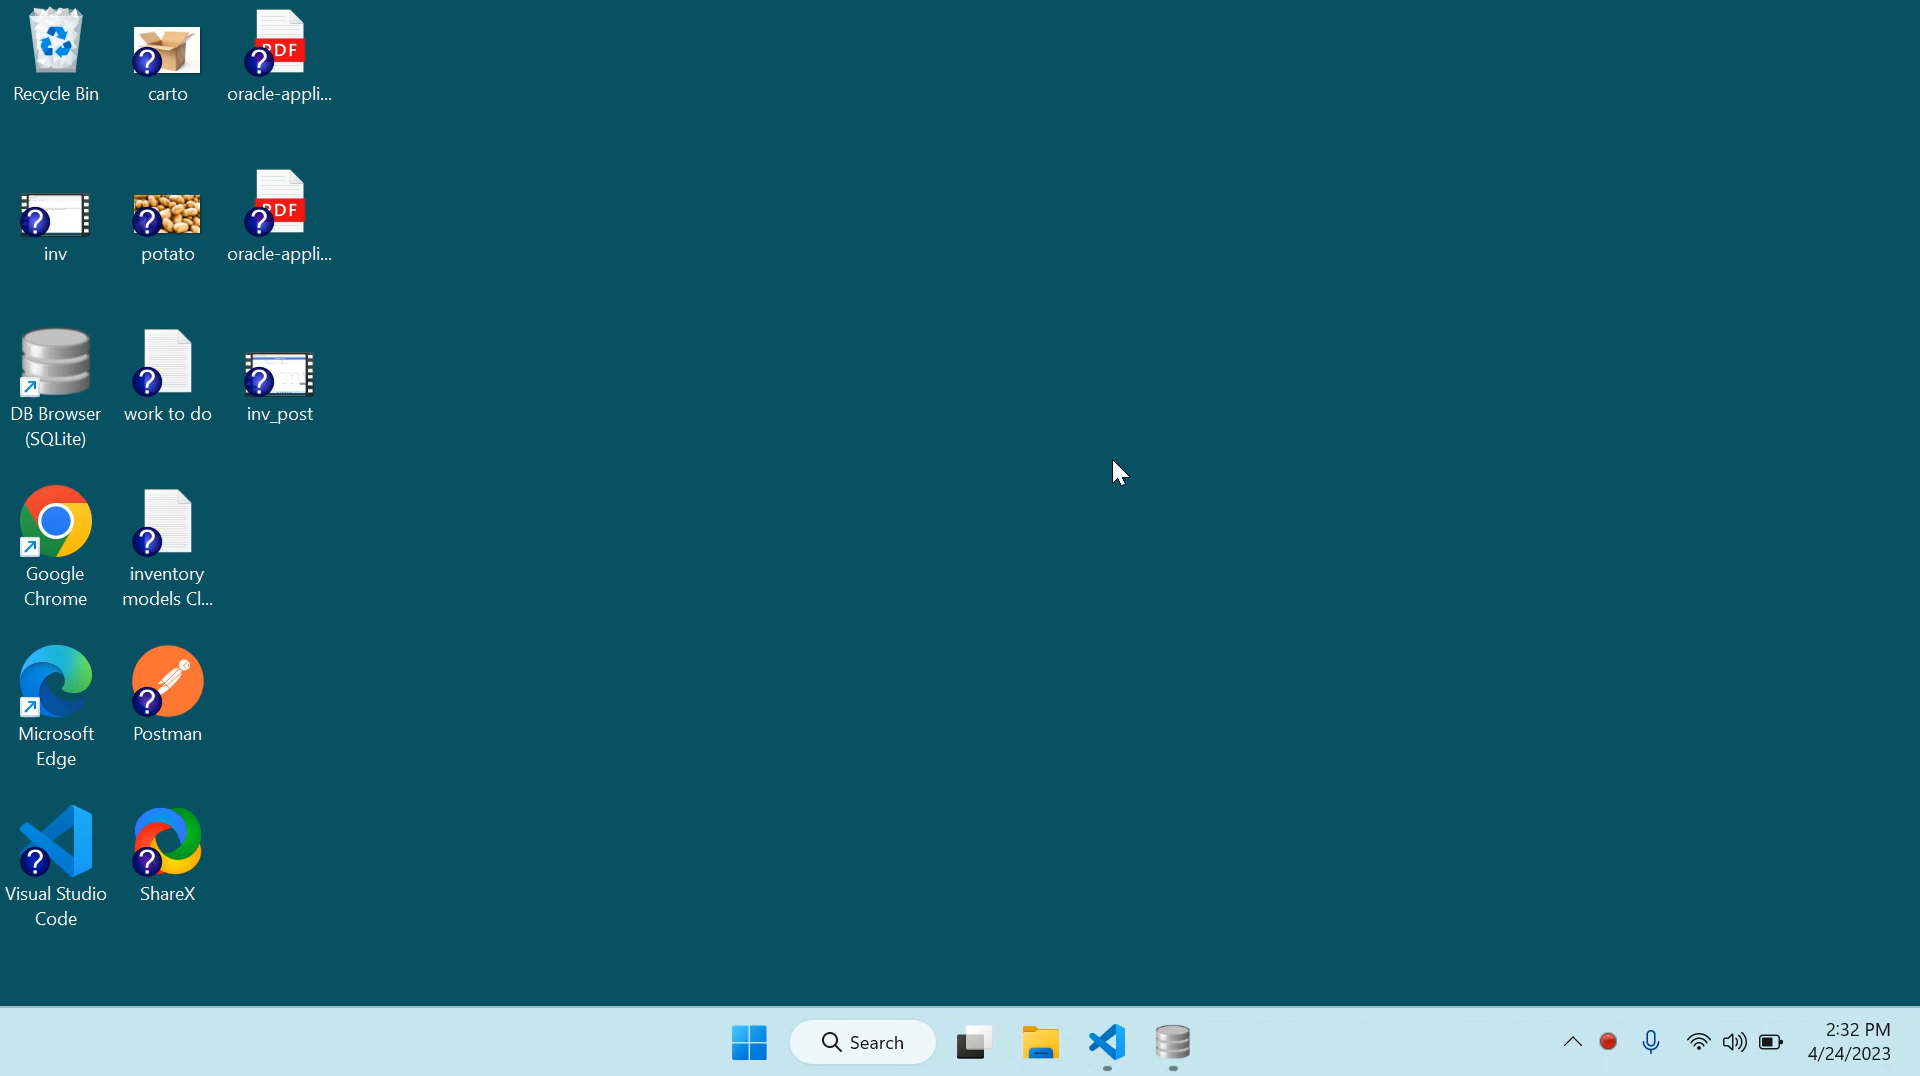 Recycle Bin
carto
oracle-appli...
inv
potato
oracle-appli...
DB Browser
(SQLite)
work to do
inv_post
Google
Chrome
inventory
models Cl...
Microsoft
Edge
Postman
Visual Studio
Code
ShareX
Search
2:32 PM
4/24/2023
PDF
PDF